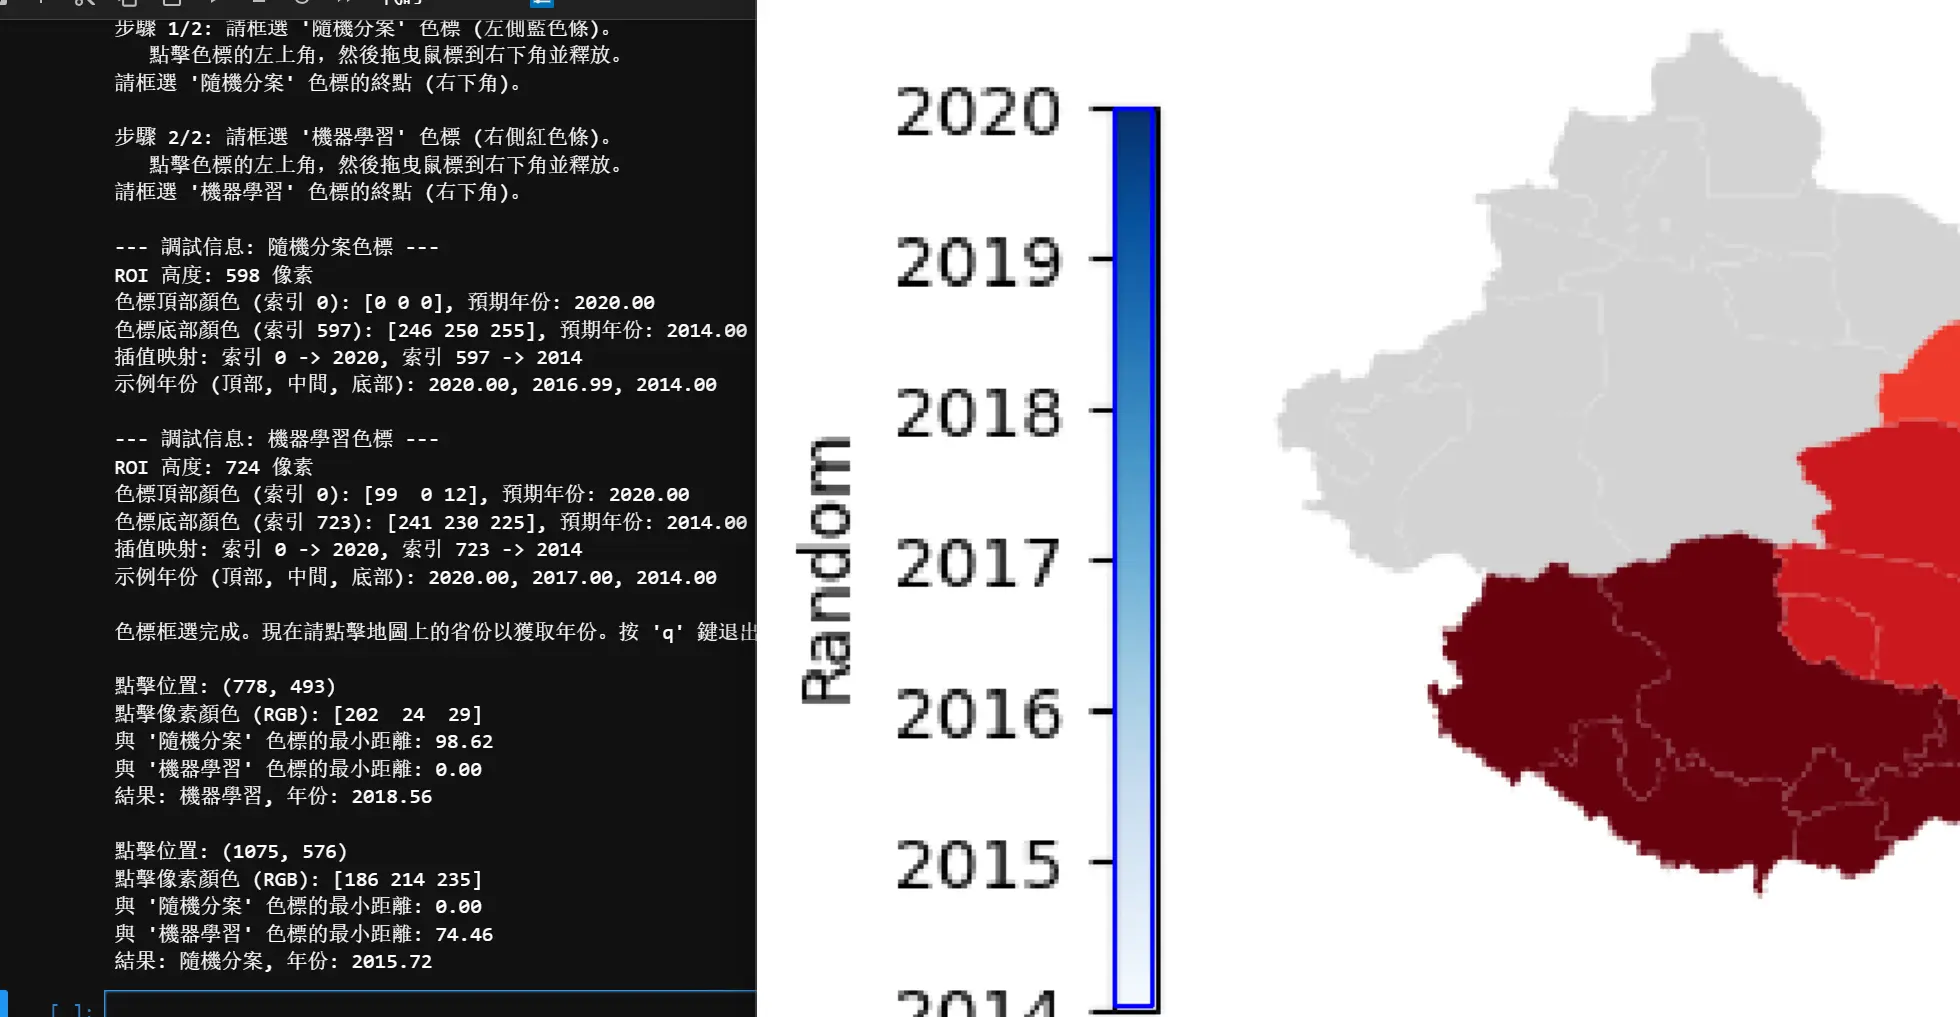 步驟 1/2: 請框選 '隨機分案' 色標 (左側藍色條)。
點擊色標的左上角，然後拖曳鼠標到右下角並釋放。
請框選 '隨機分案' 色標的終點 (右下角)。
步驟 2/2: 請框選 '機器學習' 色標 (右側紅色條)。
點擊色標的左上角，然後拖曳鼠標到右下角並釋放。
請框選 '機器學習' 色標的終點 (右下角)。
--- 調試信息: 隨機分案色標 ---
ROI 高度: 598 像素
色標頂部顏色 (索引 0): [0 0 0], 預期年份: 2020.00
色標底部顏色 (索引 597): [246 250 255], 預期年份: 2014.00
插值映射: 索引 0 -> 2020, 索引 597 -> 2014
示例年份 (頂部, 中間, 底部): 2020.00, 2016.99, 2014.00
--- 調試信息: 機器學習色標 ---
ROI 高度: 724 像素
色標頂部顏色 (索引 0): [99  0 12], 預期年份: 2020.00
色標底部顏色 (索引 723): [241 230 225], 預期年份: 2014.00
插值映射: 索引 0 -> 2020, 索引 723 -> 2014
示例年份 (頂部, 中間, 底部): 2020.00, 2017.00, 2014.00
色標框選完成。現在請點擊地圖上的省份以獲取年份。按 'q' 鍵退出
點擊位置: (778, 493)
點擊像素顏色 (RGB): [202  24  29]
與 '隨機分案' 色標的最小距離: 98.62
與 '機器學習' 色標的最小距離: 0.00
結果: 機器學習, 年份: 2018.56
點擊位置: (1075, 576)
點擊像素顏色 (RGB): [186 214 235]
與 '隨機分案' 色標的最小距離: 0.00
與 '機器學習' 色標的最小距離: 74.46
結果: 隨機分案, 年份: 2015.72
[ ]:
2020
2019
2018
2017
2016
2015
2014
Random